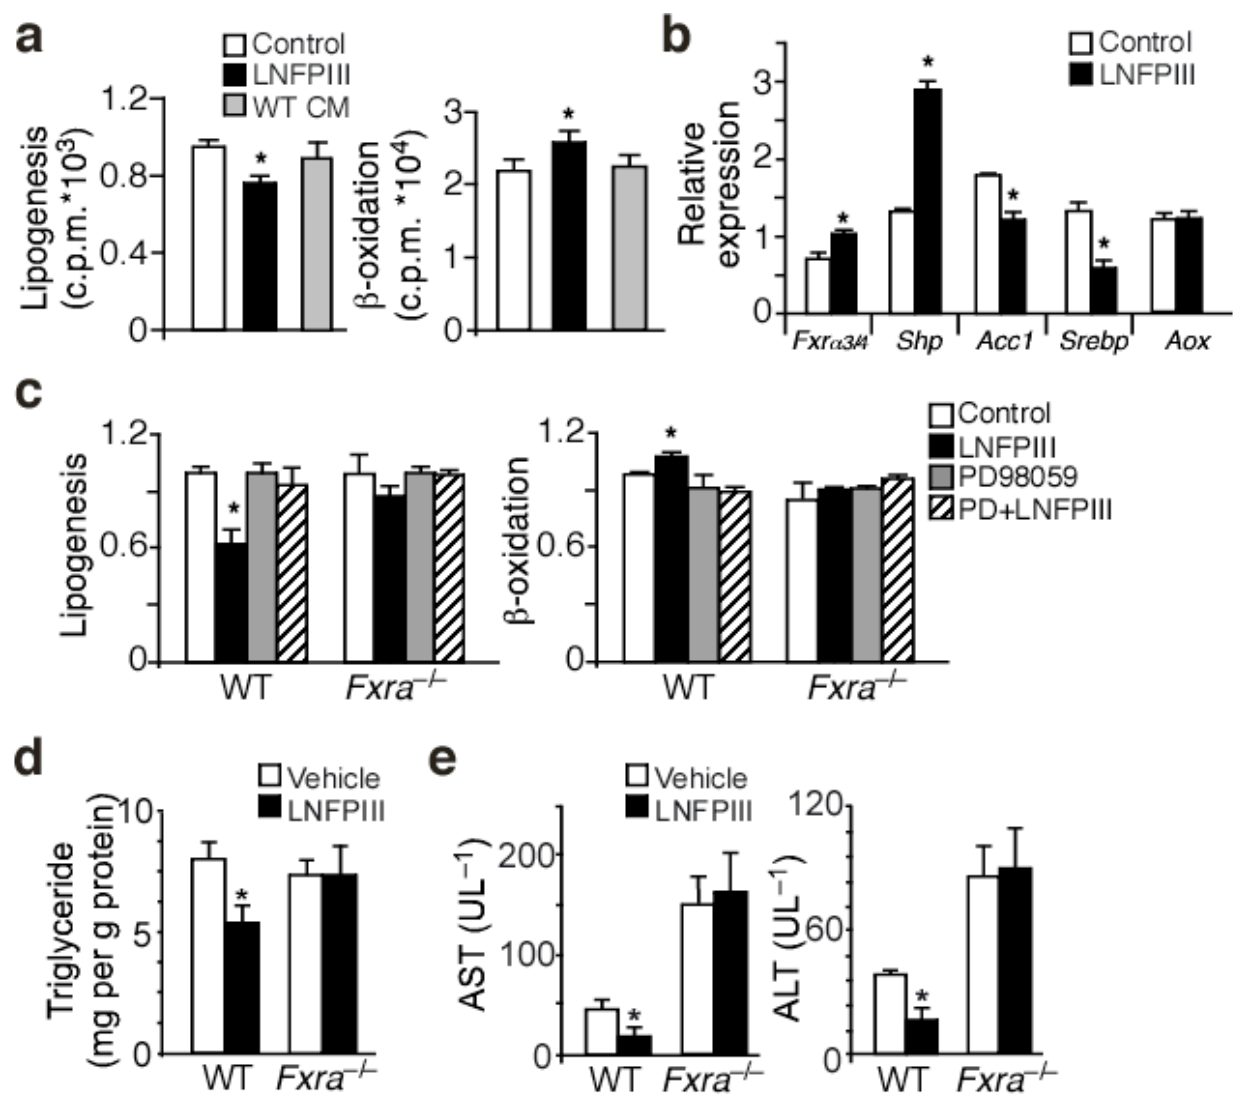 a
Control
LNFPIII
WT CM
Lipogenesis
(c.p.m. *10³)
1.2
0.8
0.4
0
*
β-oxidation
(c.p.m. *10⁴)
3
2
1
0
*
b
Control
LNFPIII
Relative
expression
3
2
1
0
*
*
*
*
Fxrα3/4 Shp Acc1 Srebp Aox
c
Control
LNFPIII
PD98059
PD+LNFPIII
Lipogenesis
1.2
0.6
0
*
WT Fxra–/–
β-oxidation
1.2
0.6
0
*
WT Fxra–/–
d
Vehicle
LNFPIII
Triglyceride
(mg per g protein)
10
5
0
*
WT Fxra–/–
e
Vehicle
LNFPIII
AST (UL–1)
200
100
0
*
WT Fxra–/–
ALT (UL–1)
120
60
0
*
WT Fxra–/–